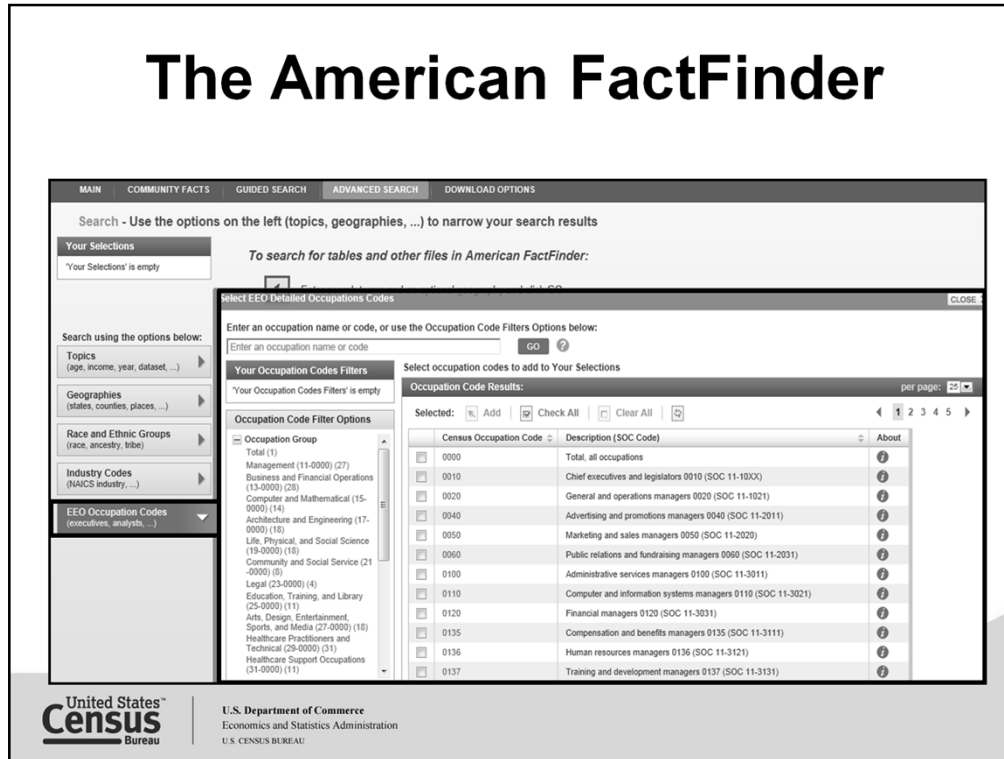 The American FactFinder
MAIN COMMUNITY FACTS GUIDED SEARCH ADVANCED SEARCH DOWNLOAD OPTIONS
Search - Use the options on the left (topics, geographies, ...) to narrow your search results
Your Selections
'Your Selections' is empty
To search for tables and other files in American FactFinder:
Search using the options below:
Topics
(age, income, year, dataset, ...)
Geographies
(states, counties, places, ...)
Race and Ethnic Groups
(race, ancestry, tribe)
Industry Codes
(NAICS industry, ...)
EEO Occupation Codes
(executives, analysts, ...)
Select EEO Detailed Occupations Codes
CLOSE
Enter an occupation name or code, or use the Occupation Code Filters Options below:
Enter an occupation name or code GO ?
Your Occupation Codes Filters
'Your Occupation Codes Filters' is empty
Occupation Code Filter Options
Occupation Group
Total (1)
Management (11-0000) (27)
Business and Financial Operations
(13-0000) (28)
Computer and Mathematical (15-
0000) (14)
Architecture and Engineering (17-
0000) (18)
Life, Physical, and Social Science
(19-0000) (18)
Community and Social Service (21
-0000) (8)
Legal (23-0000) (4)
Education, Training, and Library
(25-0000) (11)
Arts, Design, Entertainment,
Sports, and Media (27-0000) (18)
Healthcare Practitioners and
Technical (29-0000) (31)
Healthcare Support Occupations
(31-0000) (11)
Select occupation codes to add to Your Selections
Occupation Code Results: per page: 25
Selected: Add Check All Clear All 1 2 3 4 5
Census Occupation Code Description (SOC Code) About
0000 Total, all occupations
0010 Chief executives and legislators 0010 (SOC 11-10XX)
0020 General and operations managers 0020 (SOC 11-1021)
0040 Advertising and promotions managers 0040 (SOC 11-2011)
0050 Marketing and sales managers 0050 (SOC 11-2020)
0060 Public relations and fundraising managers 0060 (SOC 11-2031)
0100 Administrative services managers 0100 (SOC 11-3011)
0110 Computer and information systems managers 0110 (SOC 11-3021)
0120 Financial managers 0120 (SOC 11-3031)
0135 Compensation and benefits managers 0135 (SOC 11-3111)
0136 Human resources managers 0136 (SOC 11-3121)
0137 Training and development managers 0137 (SOC 11-3131)
United States™
Census
Bureau
U.S. Department of Commerce
Economics and Statistics Administration
U.S. CENSUS BUREAU